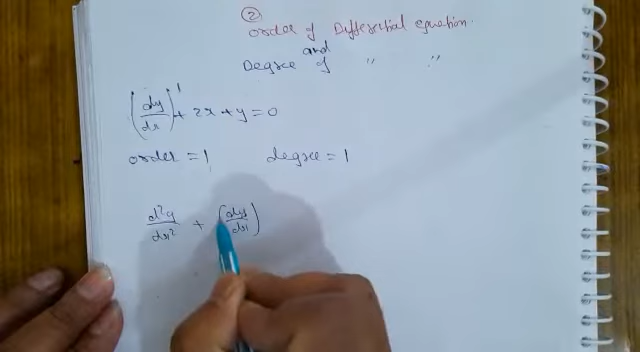 ②
order of Differential equation.
and
Degree of " "
(dy/dx)¹ + 2x + y = 0
order = 1, degree = 1
d²y/dx² + (dy/dx)